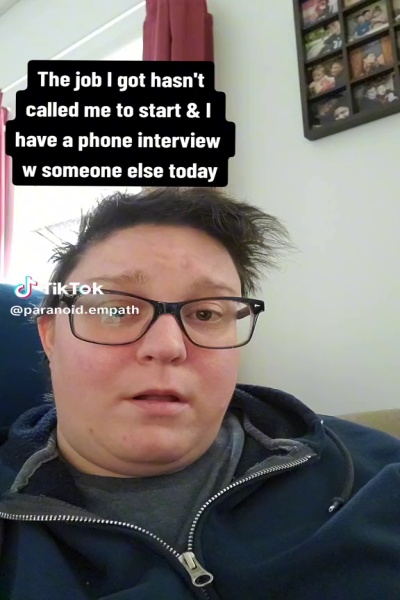 The job I got hasn't
called me to start & I
have a phone interview
w someone else today
TikTok
@paranoid.empath